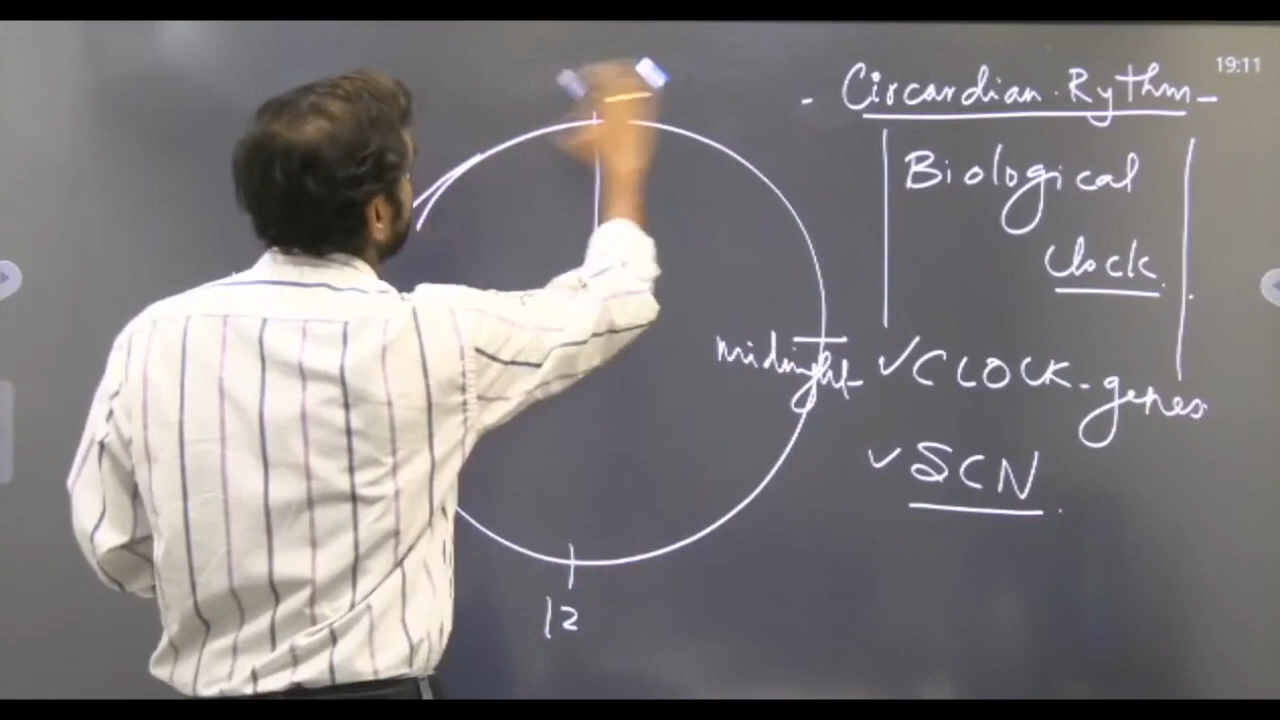 19:11
- Circardian. Rythm -
Biological
Clock.
midnight
✓ CLOCK - genes
✓ SCN
12